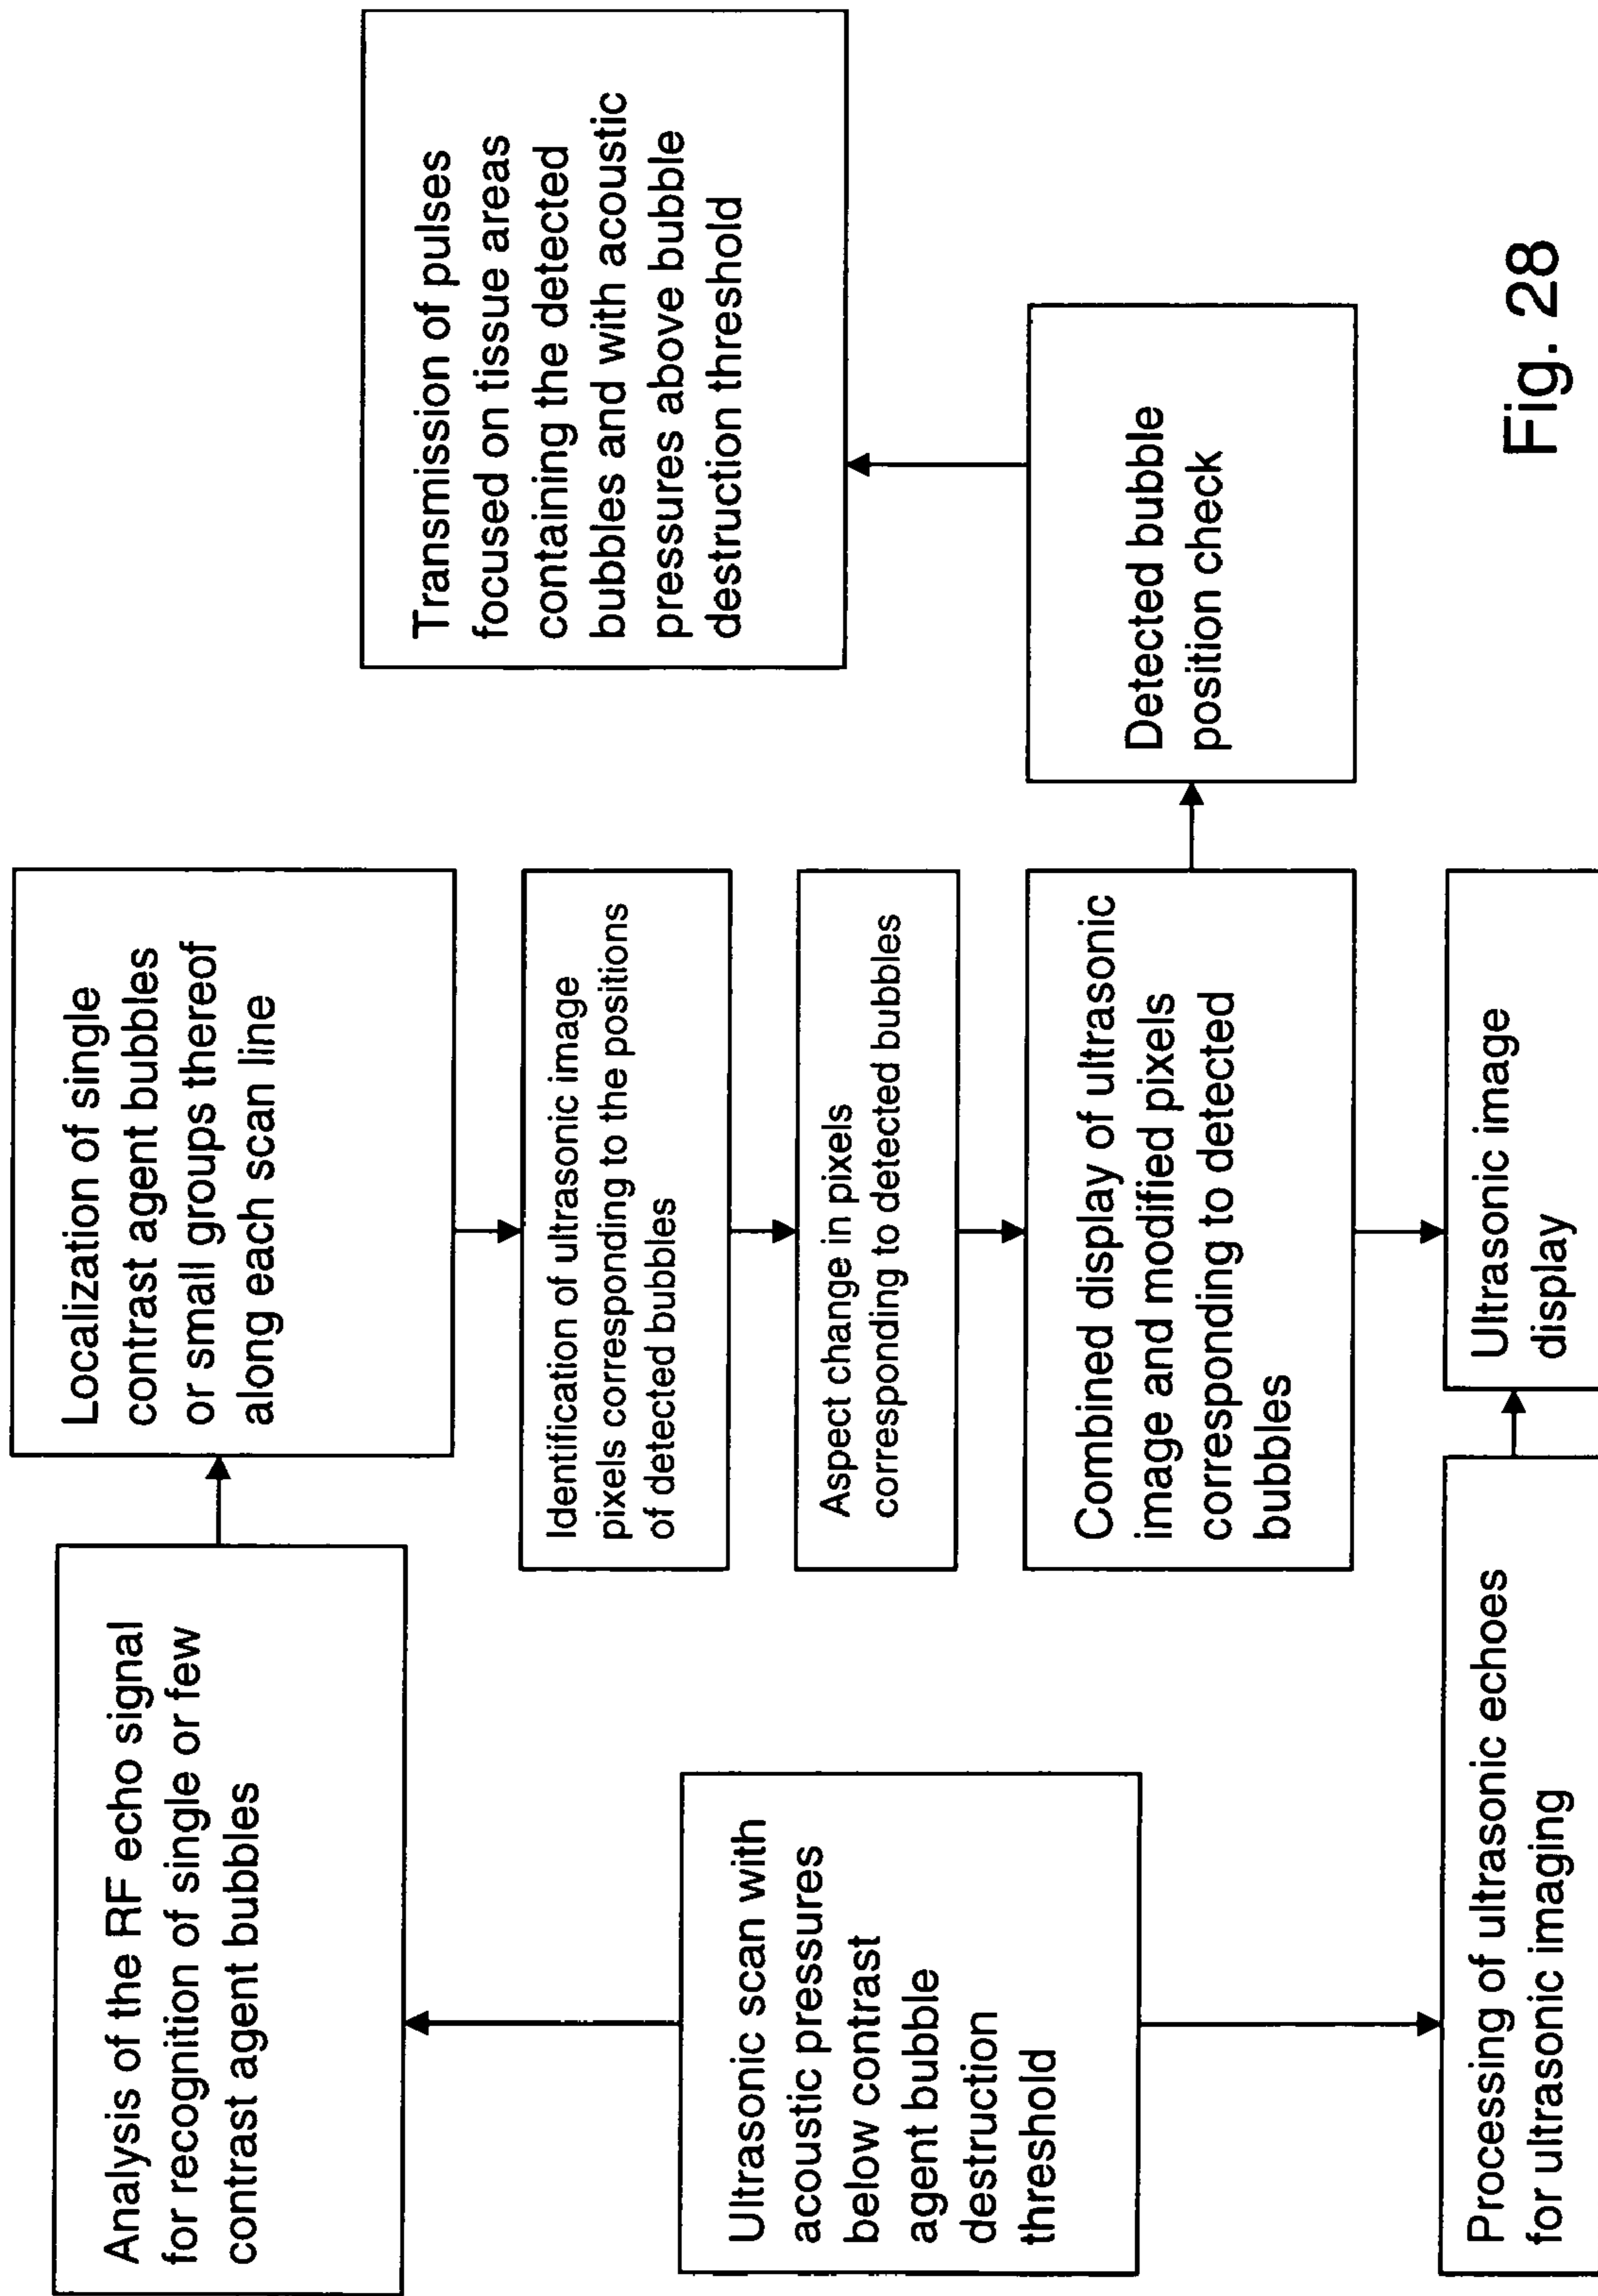 Analysis of the RF echo signal
for recognition of single or few
contrast agent bubbles
Ultrasonic scan with
acoustic pressures
below contrast
agent bubble
destruction
threshold
Processing of ultrasonic echoes
for ultrasonic imaging
Localization of single
contrast agent bubbles
or small groups thereof
along each scan line
Identification of ultrasonic image
pixels corresponding to the positions
of detected bubbles
Aspect change in pixels
corresponding to detected bubbles
Combined display of ultrasonic
image and modified pixels
corresponding to detected
bubbles
Ultrasonic image
display
Detected bubble
position check
Transmission of pulses
focused on tissue areas
containing the detected
bubbles and with acoustic
pressures above bubble
destruction threshold
Fig. 28